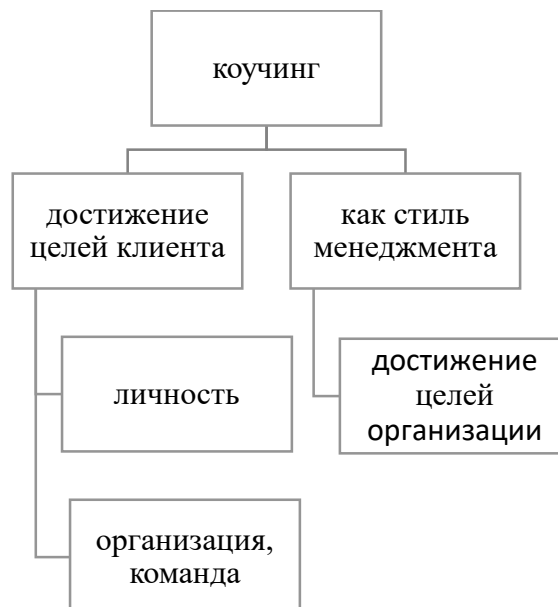 коучинг
достижение
целей клиента
как стиль
менеджмента
личность
достижение
целей
организации
организация,
команда